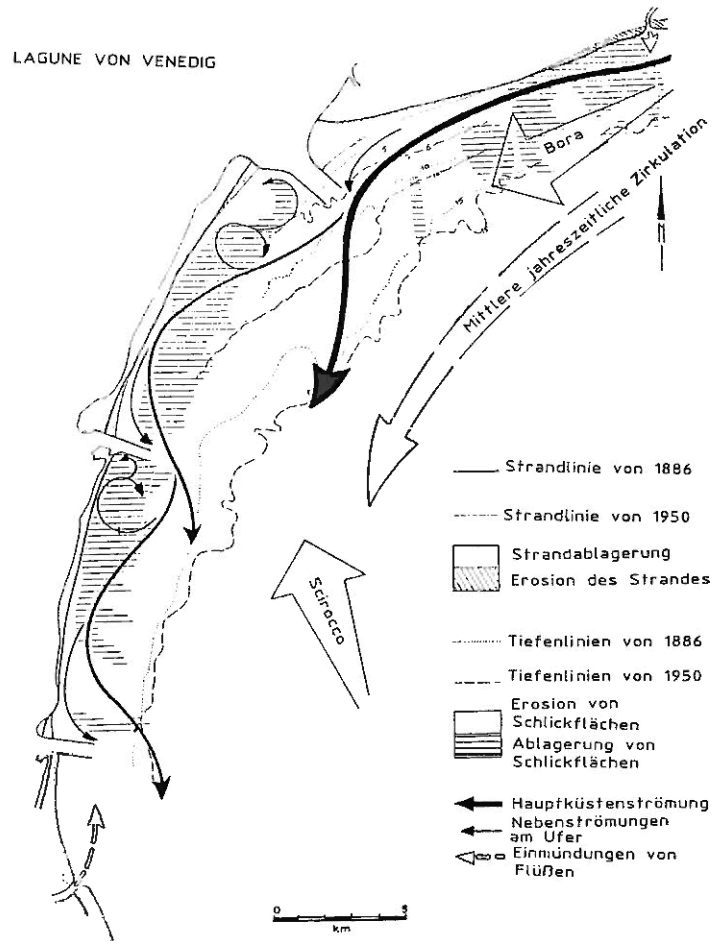 LAGUNE VON VENEDIG
Bora
Mittlere jahreszeitliche Zirkulation
Scirocco
5
10
Strandlinie von 1886
Strandlinie von 1950
Strandablagerung
Erosion des Strandes
Tiefenlinien von 1886
Tiefenlinien von 1950
Erosion von
Schlickflächen
Ablagerung von
Schlickflächen
Hauptküstenströmung
Nebenströmungen
am Ufer
Einmündungen von
Flüßen
0
km